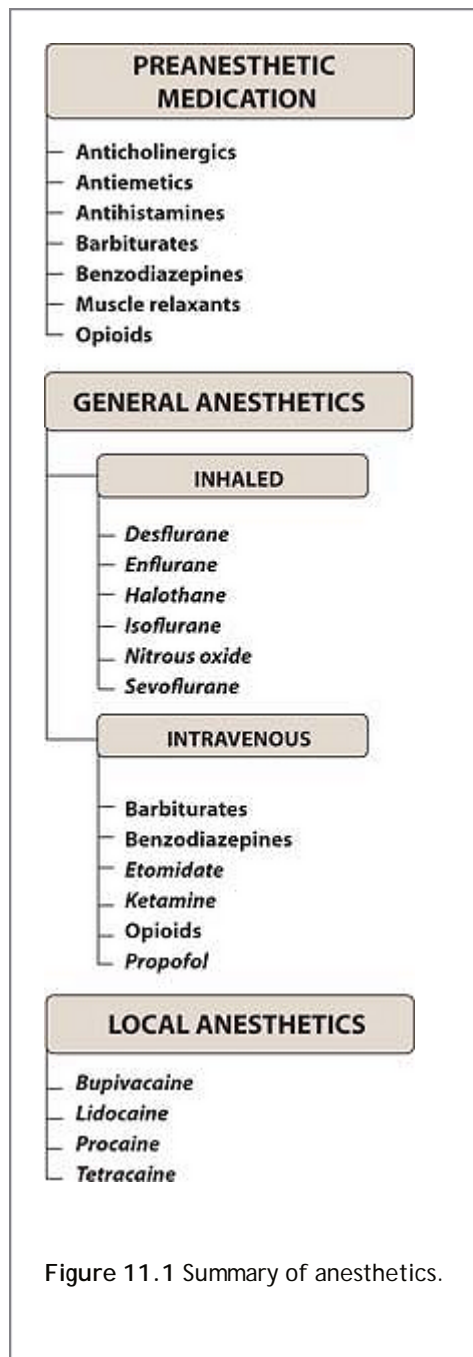 PREANESTHETIC
MEDICATION
Anticholinergics
Antiemetics
Antihistamines
Barbiturates
Benzodiazepines
Muscle relaxants
Opioids
GENERAL ANESTHETICS
INHALED
Desflurane
Enflurane
Halothane
Isoflurane
Nitrous oxide
Sevoflurane
INTRAVENOUS
Barbiturates
Benzodiazepines
Etomidate
Ketamine
Opioids
Propofol
LOCAL ANESTHETICS
Bupivacaine
Lidocaine
Procaine
Tetracaine
Figure 11.1 Summary of anesthetics.